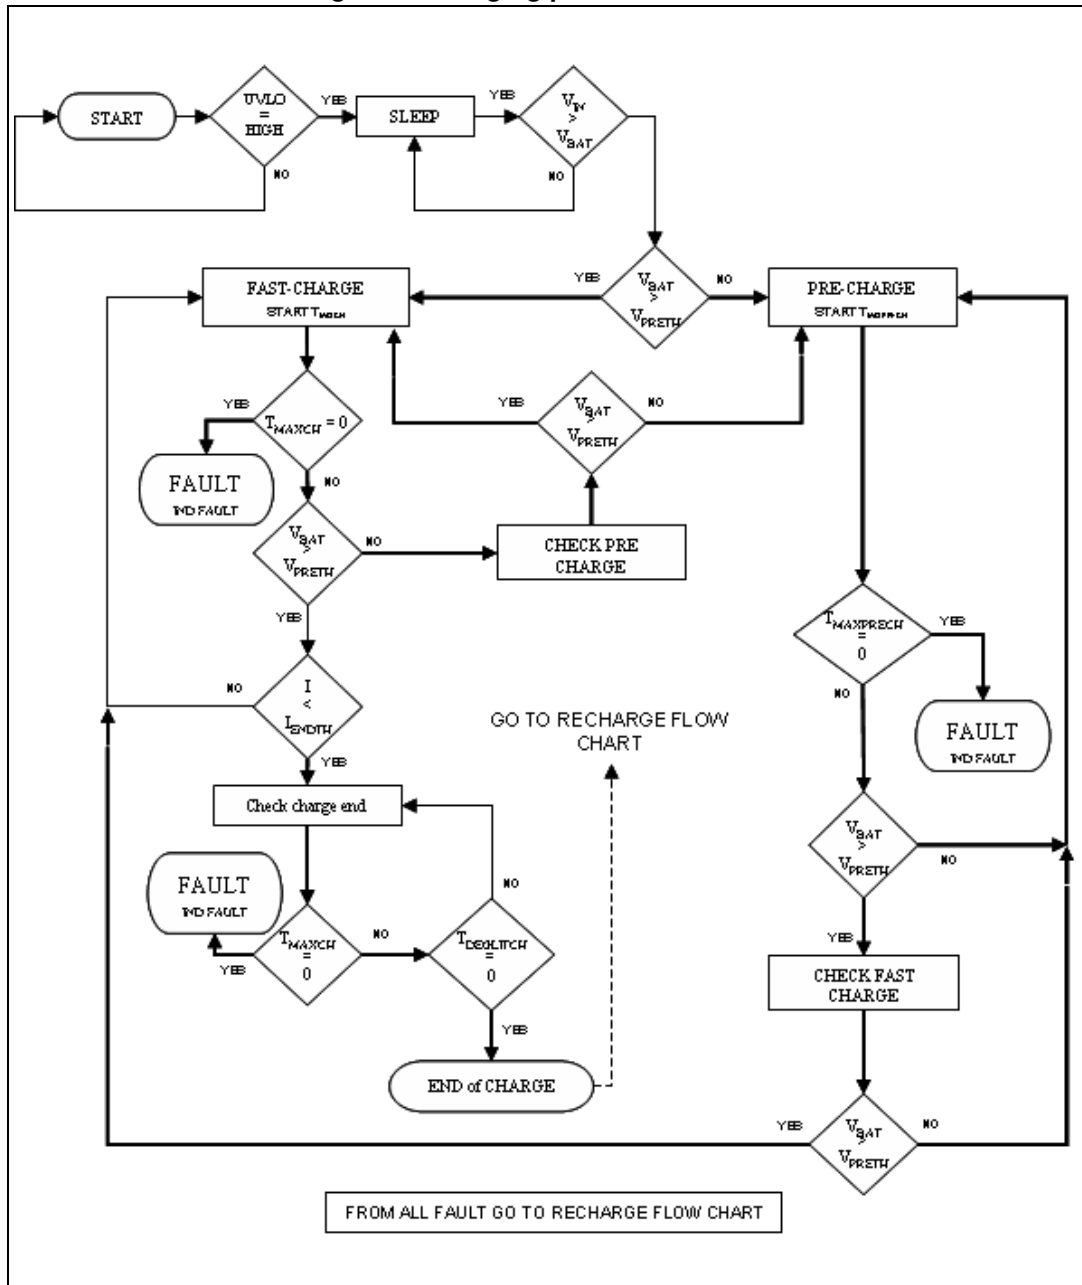 START
UVLO
=
HIGH
YES
NO
SLEEP
YES
V_IN
>
V_BAT
NO
V_BAT
>
V_PRETH
YES
NO
FAST-CHARGE
START T_MAXCH
PRE-CHARGE
START T_MAXPRECH
YES
T_MAXCH = 0
NO
FAULT
IND FAULT
YES
V_BAT
>
V_PRETH
NO
V_BAT
>
V_PRETH
NO
YES
CHECK PRE
CHARGE
T_MAXPRECH
=
0
YES
NO
FAULT
IND FAULT
NO
I
<
I_ENDTH
YES
GO TO RECHARGE FLOW
CHART
Check charge end
V_BAT
>
V_PRETH
NO
YES
FAULT
IND FAULT
T_MAXCH
=
0
YES
NO
T_DEGLITCH
=
0
NO
YES
CHECK FAST
CHARGE
END of CHARGE
YES
V_BAT
>
V_PRETH
NO
FROM ALL FAULT GO TO RECHARGE FLOW CHART